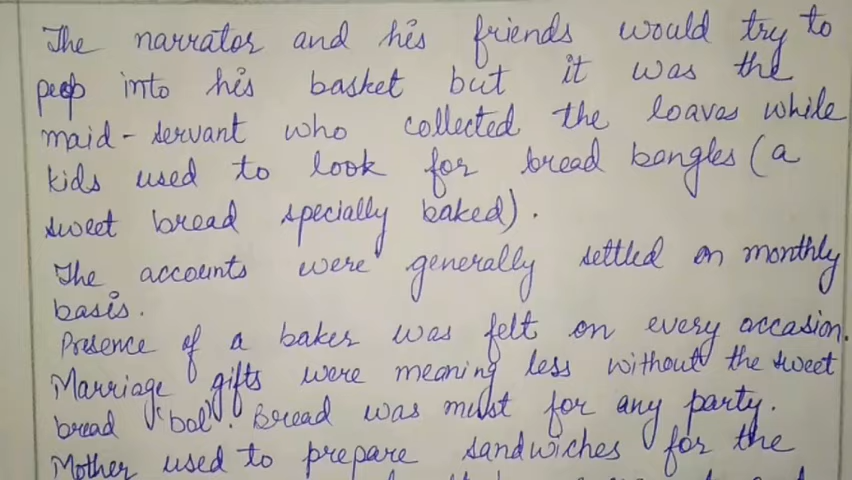 The narrator and his friends would try to
peep into his basket but it was the
maid-servant who collected the loaves while
kids used to look for bread bangles (a
sweet bread specially baked).
The accounts were generally settled on monthly
basis.
Presence of a baker was felt on every accasion.
Marriage gifts were meaning less without the sweet
bread 'bol'. Bread was must for any party.
Mother used to prepare sandwiches for the